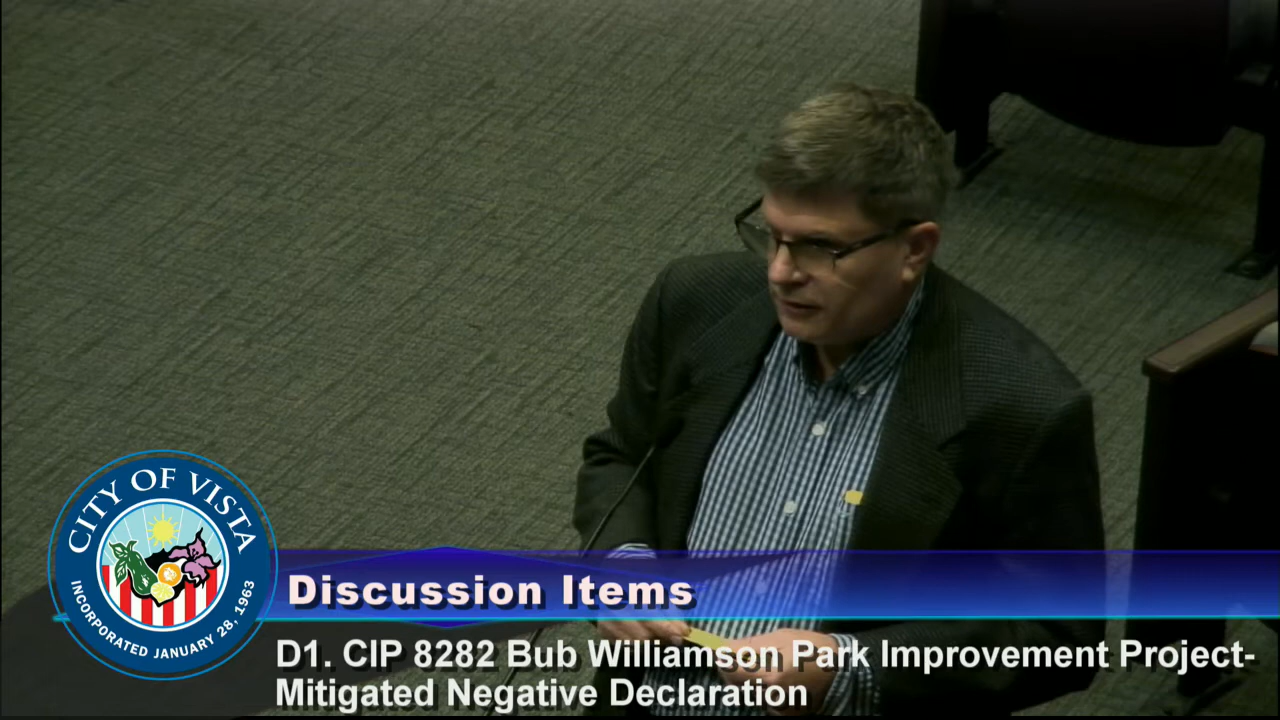 CITY OF VISTA
INCORPORATED JANUARY 28, 1963
Discussion Items
D1. CIP 8282 Bub Williamson Park Improvement Project-
Mitigated Negative Declaration